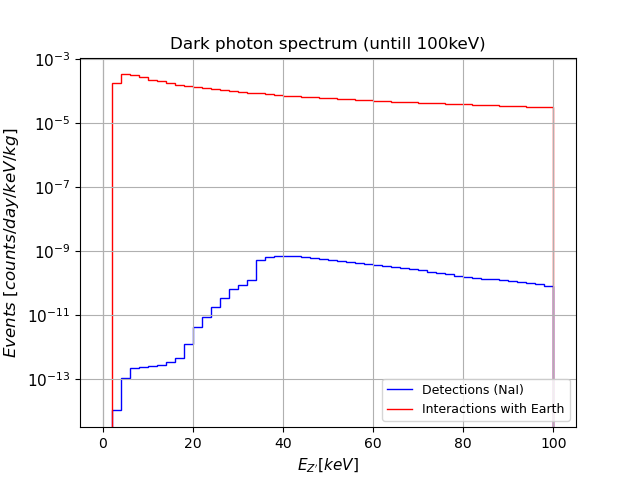 Dark photon spectrum (untill 100keV)
Events [counts/day/keV/kg]
10⁻³
10⁻⁵
10⁻⁷
10⁻⁹
10⁻¹¹
10⁻¹³
Detections (NaI)
Interactions with Earth
0 20 40 60 80 100
E_{Z'}[keV]